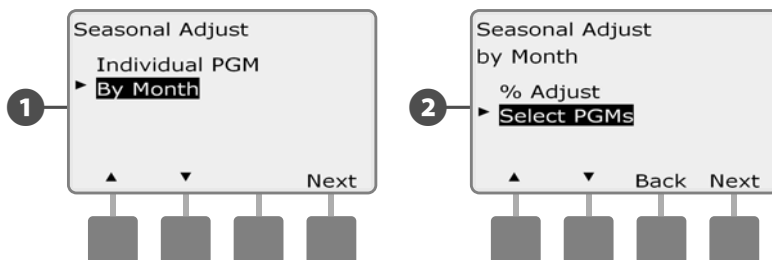 1
Seasonal Adjust
Individual PGM
► By Month
▲ ▼ Next
2
Seasonal Adjust
by Month
% Adjust
► Select PGMs
▲ ▼ Back Next